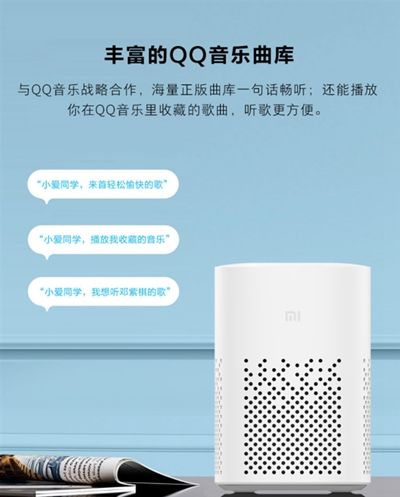 丰富的QQ音乐曲库
与QQ音乐战略合作，海量正版曲库一句话畅听；还能播放
你在QQ音乐里收藏的歌曲，听歌更方便。
“小爱同学，来首轻松愉快的歌”
“小爱同学，播放我收藏的音乐”
“小爱同学，我想听邓紫棋的歌”
mi